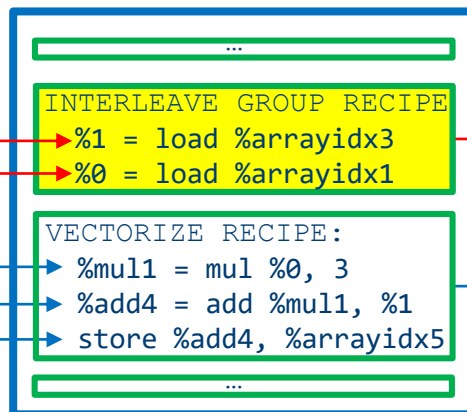 ...
INTERLEAVE GROUP RECIPE
%1 = load %arrayidx3
%0 = load %arrayidx1
VECTORIZE RECIPE:
%mul1 = mul %0, 3
%add4 = add %mul1, %1
store %add4, %arrayidx5
...